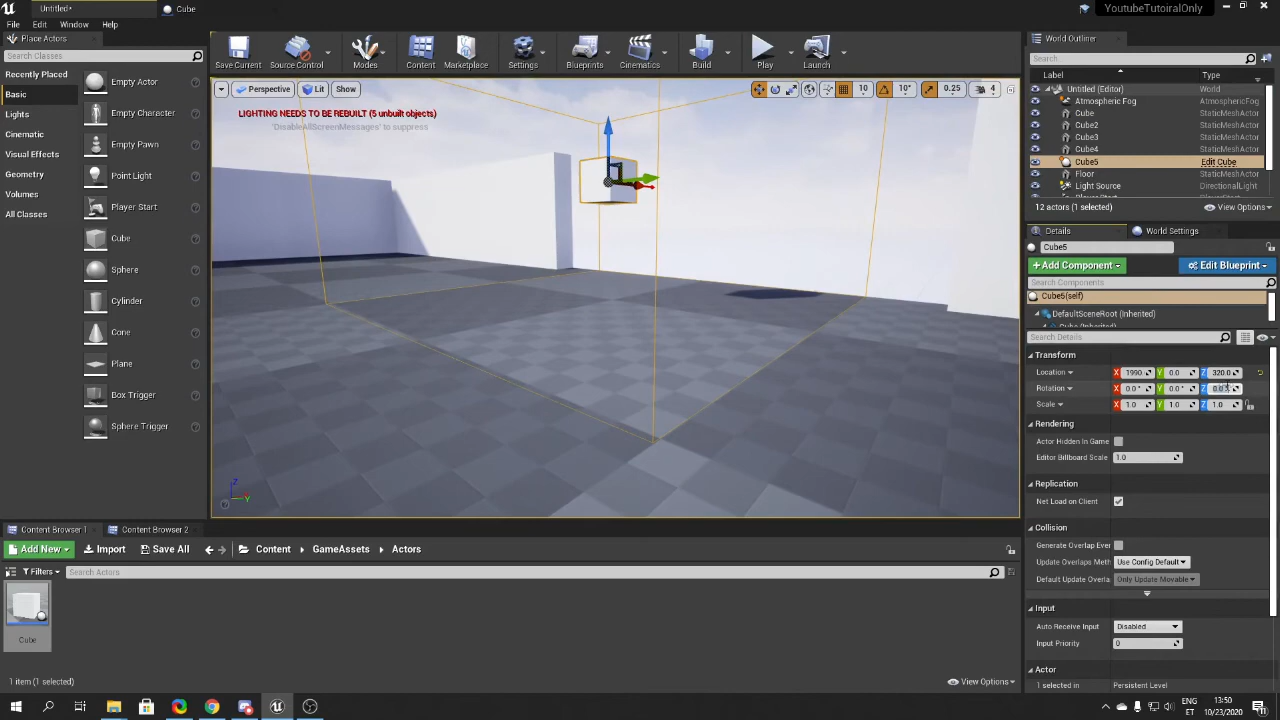 Untitled•
Cube
YoutubeTutoiralOnly
File
Edit
Window
Help
Place Actors
Search Classes
Recently Placed
Basic
Lights
Cinematic
Visual Effects
Geometry
Volumes
All Classes
Empty Actor
Empty Character
Empty Pawn
Point Light
Player Start
Cube
Sphere
Cylinder
Cone
Plane
Box Trigger
Sphere Trigger
Save Current
Source Control
Modes
Content
Marketplace
Settings
Blueprints
Cinematics
Build
Play
Launch
Perspective
Lit
Show
10
10°
0.25
4
LIGHTING NEEDS TO BE REBUILT (5 unbuilt objects)
'DisableAllScreenMessages' to suppress
World Outliner
Search...
Label
Type
Untitled (Editor)
World
Atmospheric Fog
AtmosphericFog
Cube
StaticMeshActor
Cube2
StaticMeshActor
Cube3
StaticMeshActor
Cube4
StaticMeshActor
Cube5
Edit Cube
Floor
StaticMeshActor
Light Source
DirectionalLight
12 actors (1 selected)
View Options
Details
World Settings
Cube5
+Add Component
Edit Blueprint
Search Components
Cube5(self)
DefaultSceneRoot (Inherited)
Cube (Inherited)
Search Details
Transform
Location
X 1990.
Y 0.0
Z 320.0
Rotation
X 0.0 °
Y 0.0 °
Z 0.0
Scale
X 1.0
Y 1.0
Z 1.0
Rendering
Actor Hidden In Game
Editor Billboard Scale
1.0
Replication
Net Load on Client
Collision
Generate Overlap Ever
Update Overlaps Meth
Use Config Default
Default Update Overla
Only Update Movable
Input
Auto Receive Input
Disabled
Input Priority
0
Actor
1 selected in
Persistent Level
Content Browser 1
Content Browser 2
Add New
Import
Save All
Content
GameAssets
Actors
Filters
Search Actors
Cube
1 item (1 selected)
View Options
ENG
ET
13:50
10/23/2020